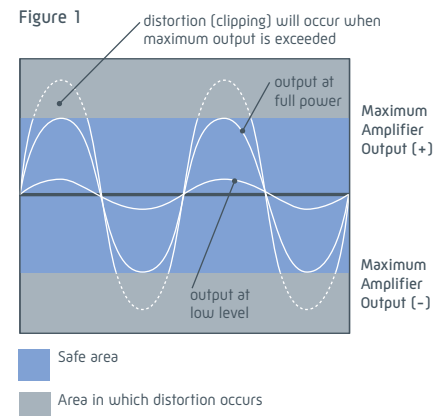 Figure 1
distortion (clipping) will occur when
maximum output is exceeded
output at
full power
Maximum
Amplifier
Output (+)
Maximum
Amplifier
Output (-)
output at
low level
Safe area
Area in which distortion occurs